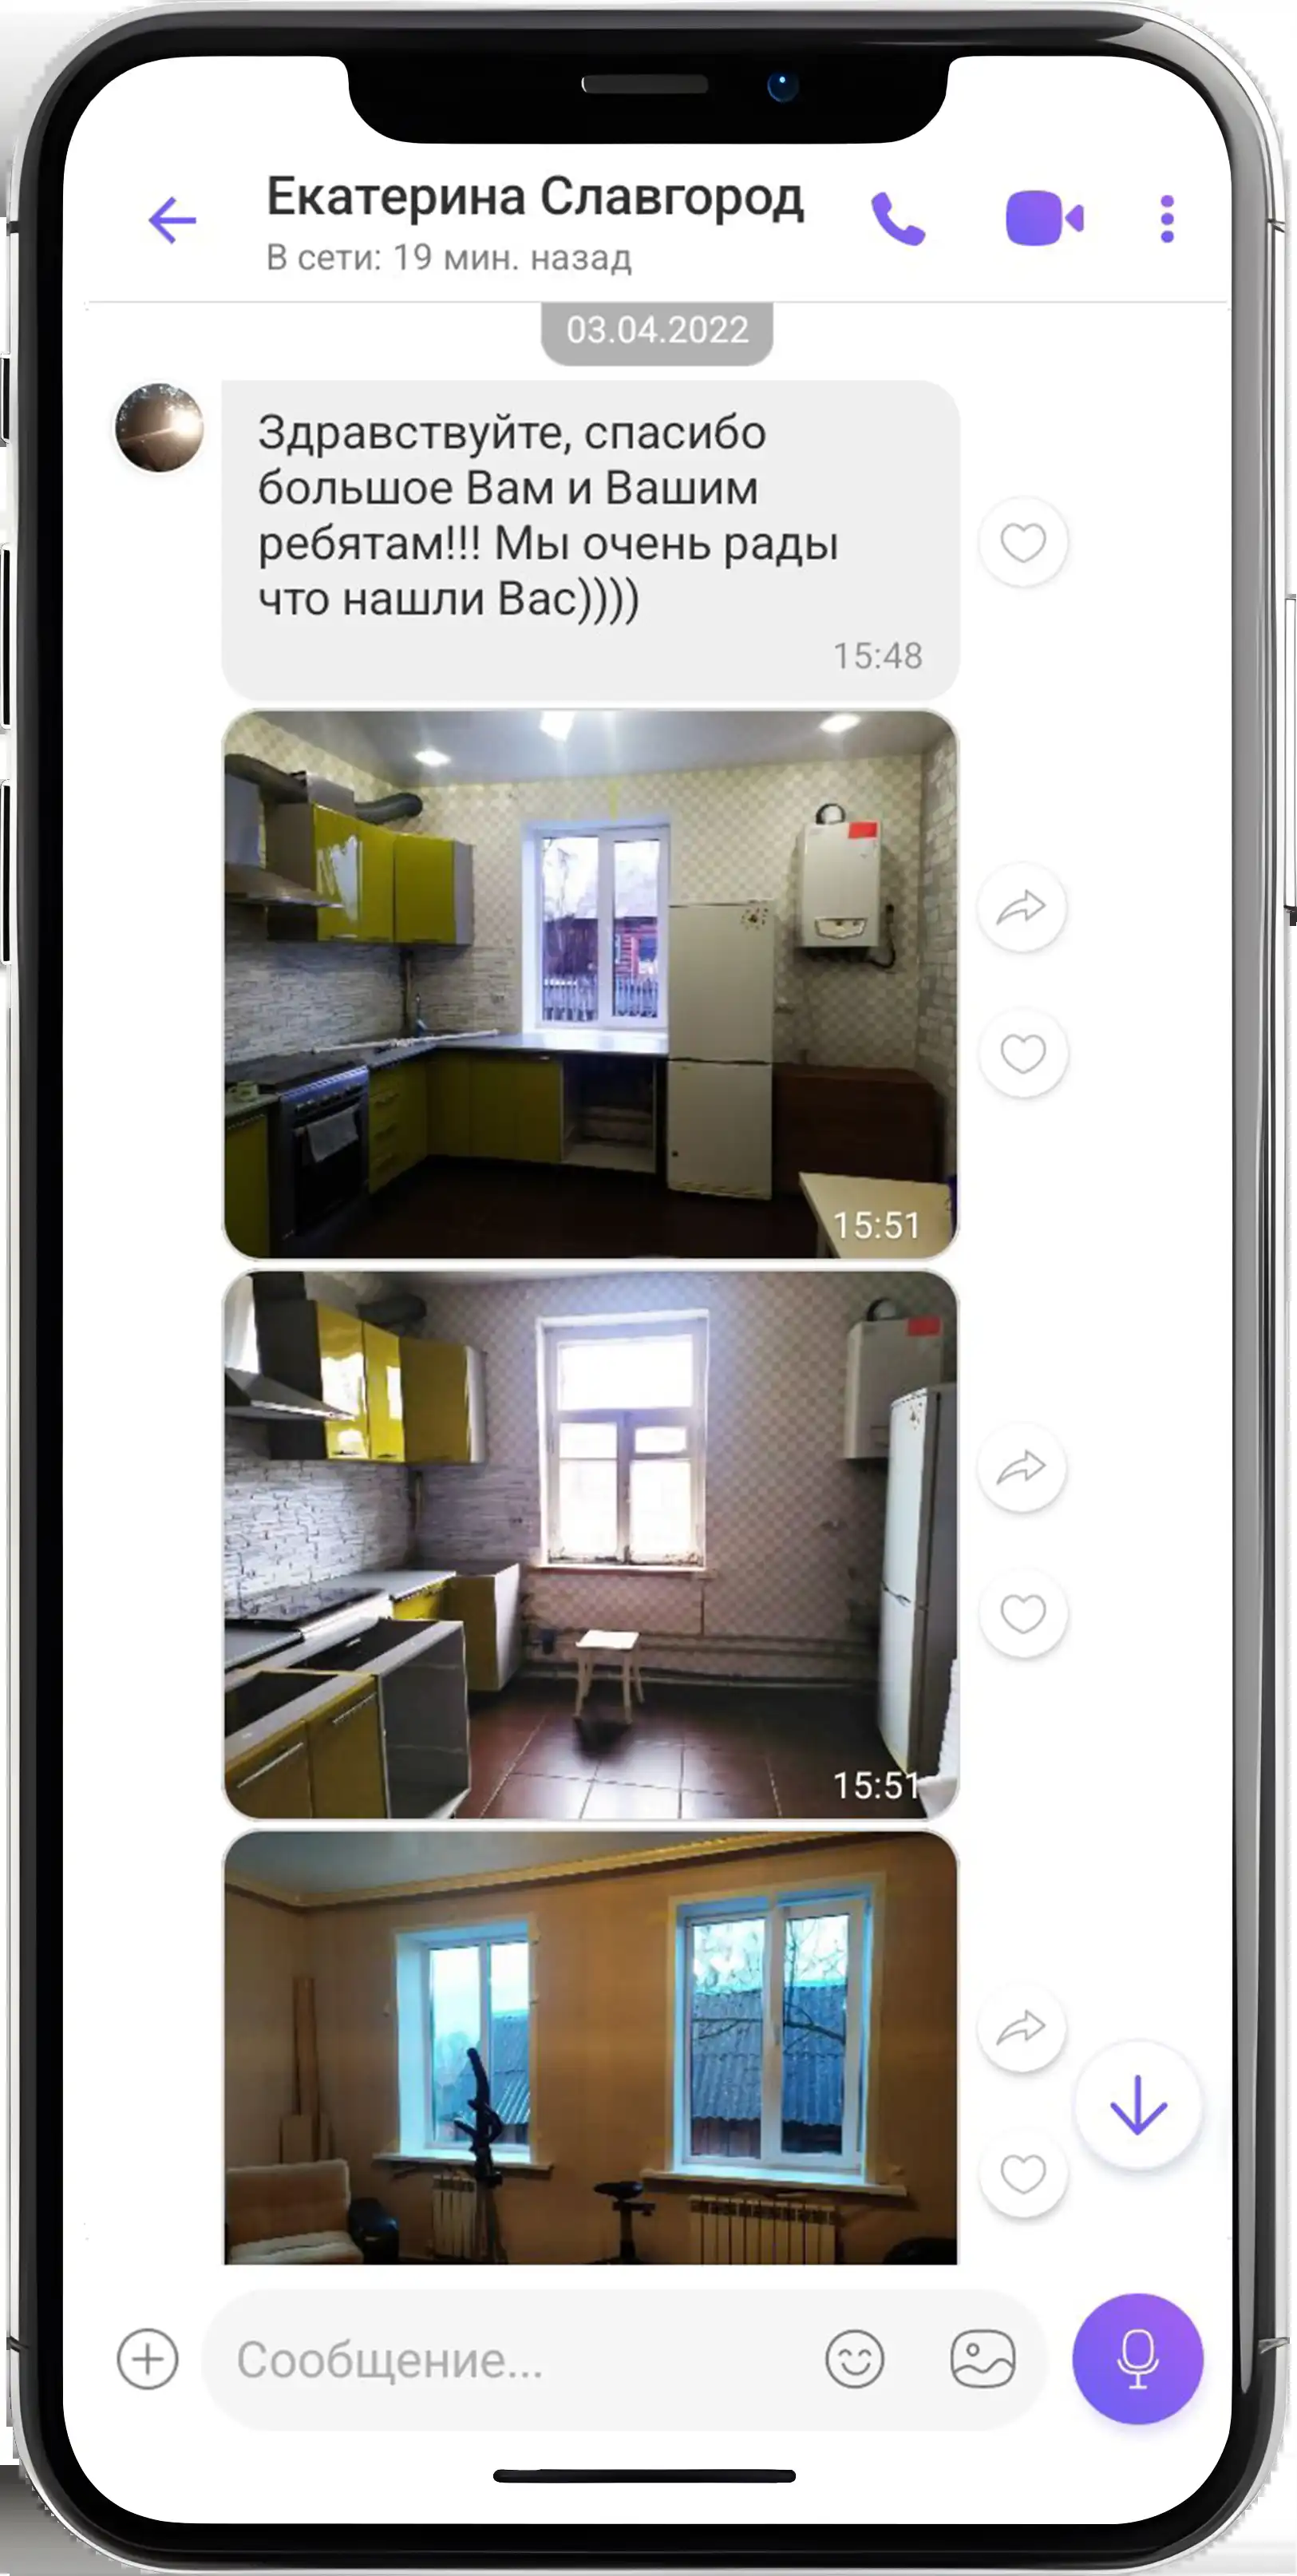 Екатерина Славгород
В сети: 19 мин. назад
03.04.2022
Здравствуйте, спасибо
большое Вам и Вашим
ребятам!!! Мы очень рады
что нашли Вас))))
15:48
15:51
15:51
Сообщение...